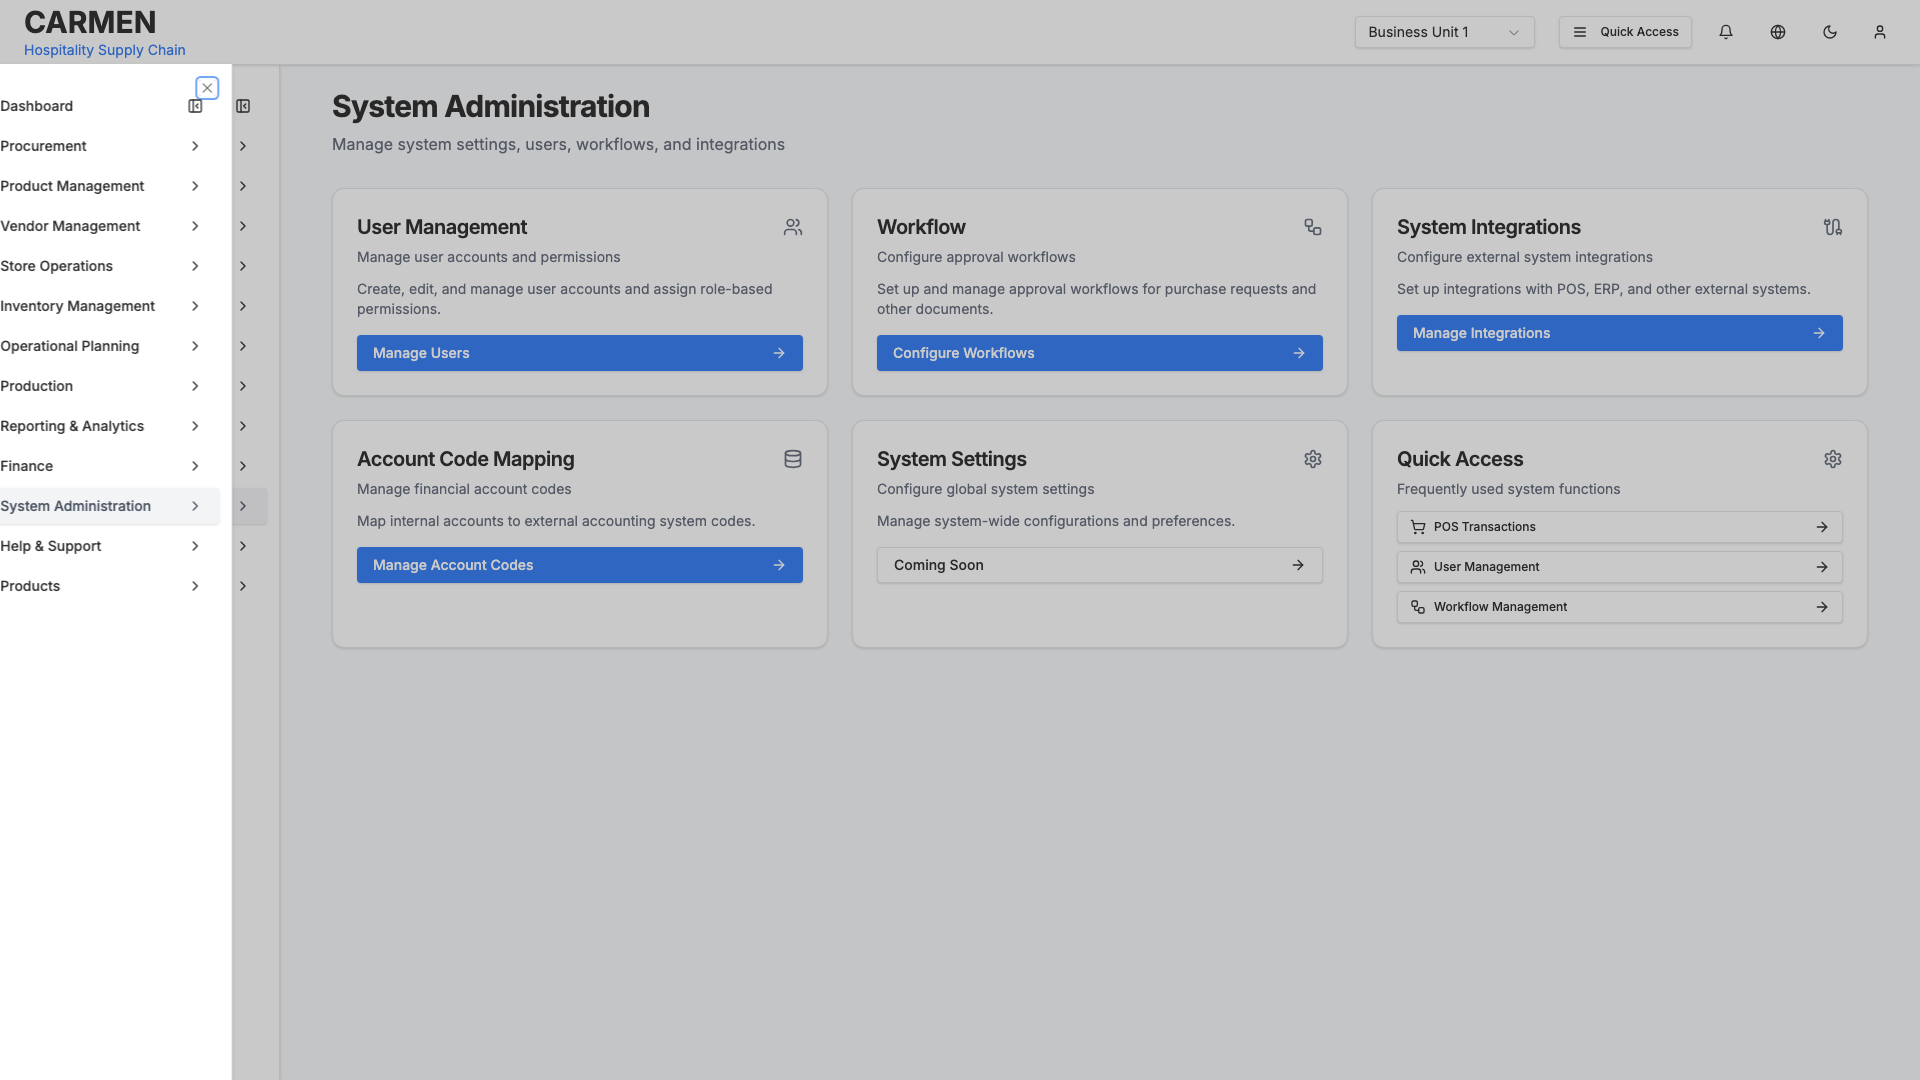 CARMEN
Hospitality Supply Chain
Business Unit 1
Quick Access
Dashboard
Procurement
Product Management
Vendor Management
Store Operations
Inventory Management
Operational Planning
Production
Reporting & Analytics
Finance
System Administration
Help & Support
Products
System Administration
Manage system settings, users, workflows, and integrations
User Management
Manage user accounts and permissions
Create, edit, and manage user accounts and assign role-based
permissions.
Manage Users
Workflow
Configure approval workflows
Set up and manage approval workflows for purchase requests and
other documents.
Configure Workflows
System Integrations
Configure external system integrations
Set up integrations with POS, ERP, and other external systems.
Manage Integrations
Account Code Mapping
Manage financial account codes
Map internal accounts to external accounting system codes.
Manage Account Codes
System Settings
Configure global system settings
Manage system-wide configurations and preferences.
Coming Soon
Quick Access
Frequently used system functions
POS Transactions
User Management
Workflow Management